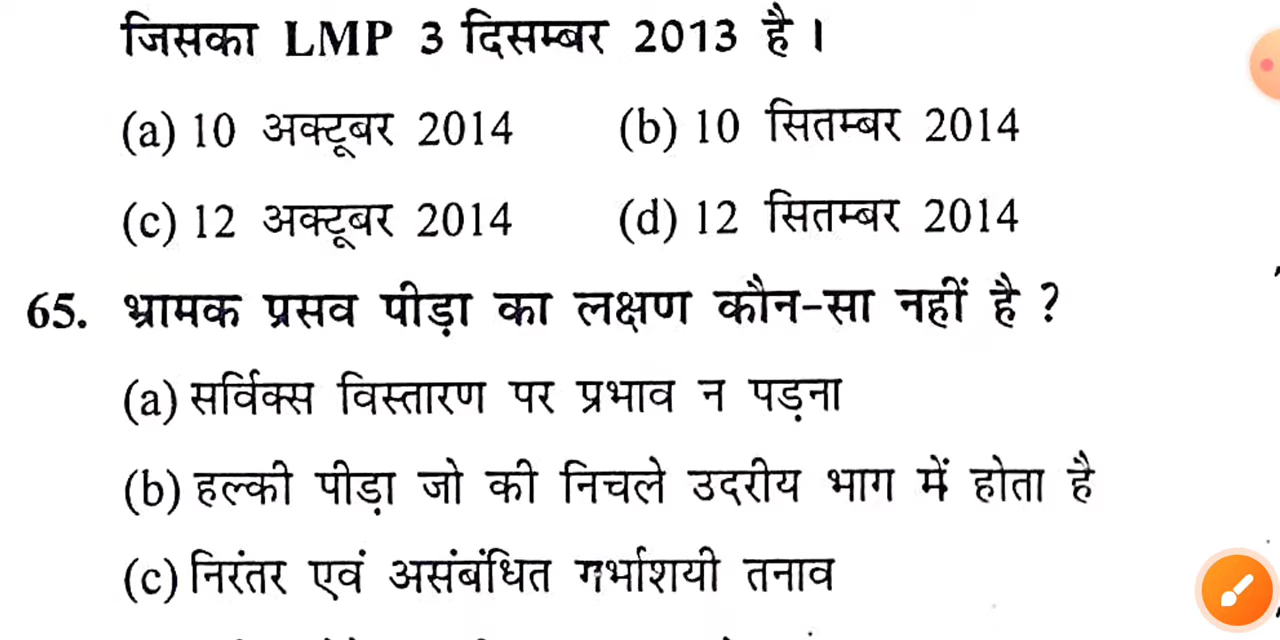 जिसका LMP 3 दिसम्बर 2013 है ।
(a) 10 अक्टूबर 2014 (b) 10 सितम्बर 2014
(c) 12 अक्टूबर 2014 (d) 12 सितम्बर 2014
65. भ्रामक प्रसव पीड़ा का लक्षण कौन-सा नहीं है ?
(a) सर्विक्स विस्तारण पर प्रभाव न पड़ना
(b) हल्की पीड़ा जो की निचले उदरीय भाग में होता है
(c) निरंतर एवं असंबंधित गर्भाशयी तनाव